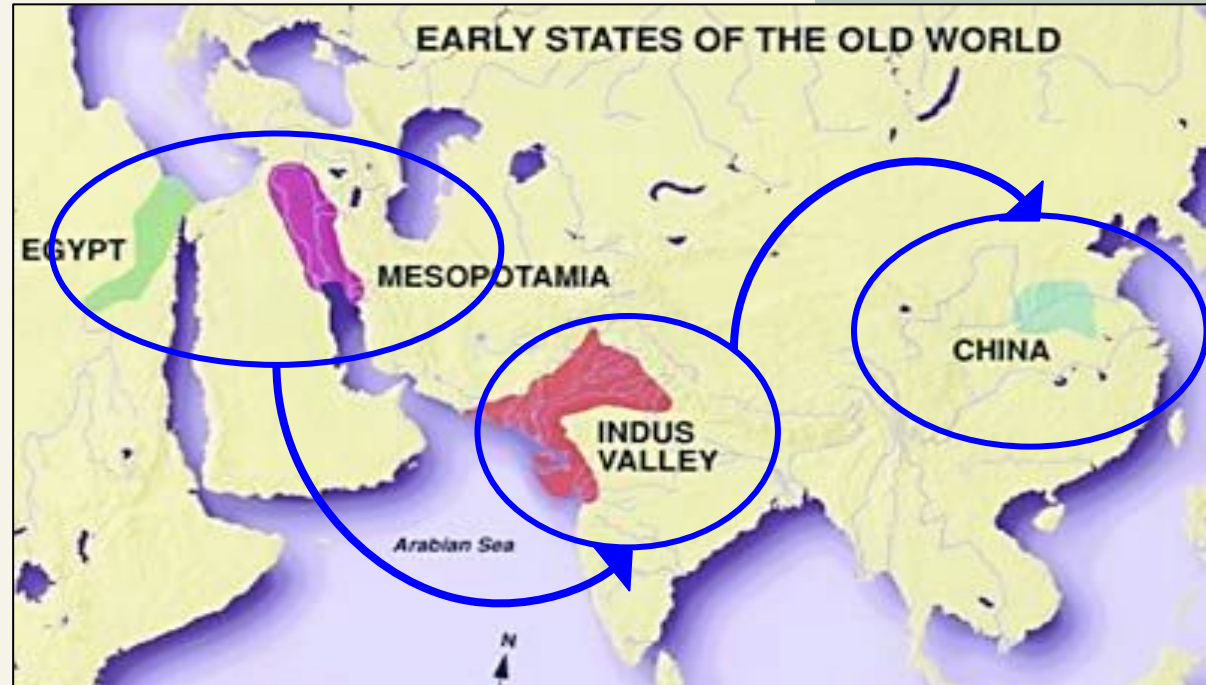 EARLY STATES OF THE OLD WORLD
EGYPT
MESOPOTAMIA
CHINA
INDUS
VALLEY
Arabian Sea
N